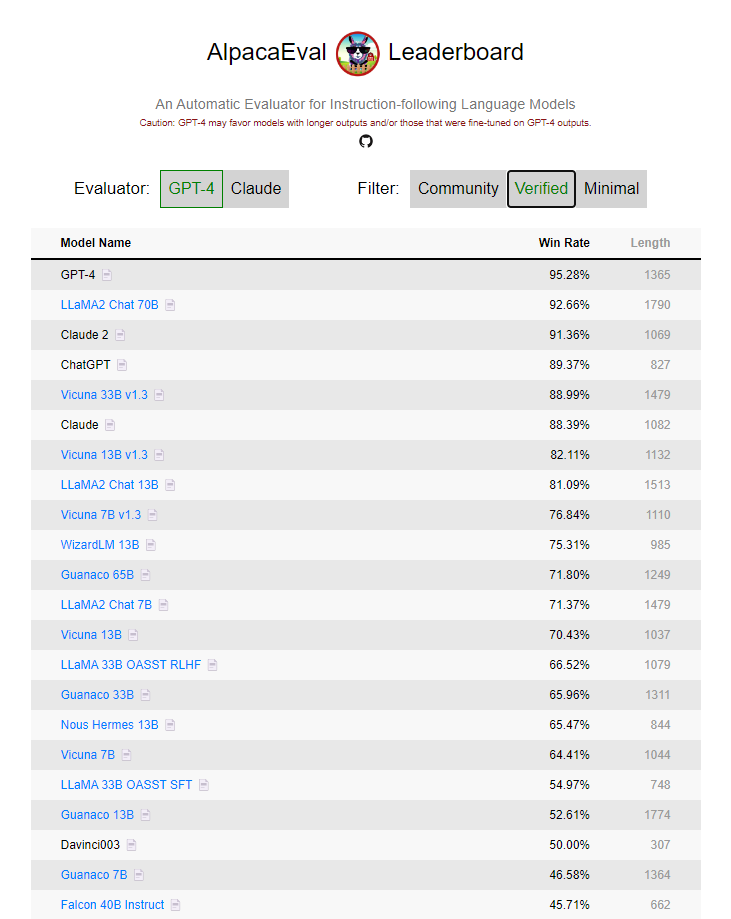 AlpacaEval Leaderboard
An Automatic Evaluator for Instruction-following Language Models
Caution: GPT-4 may favor models with longer outputs and/or those that were fine-tuned on GPT-4 outputs.
Evaluator: GPT-4 Claude Filter: Community Verified Minimal
Model Name Win Rate Length
GPT-4 95.28% 1365
LLaMA2 Chat 70B 92.66% 1790
Claude 2 91.36% 1069
ChatGPT 89.37% 827
Vicuna 33B v1.3 88.99% 1479
Claude 88.39% 1082
Vicuna 13B v1.3 82.11% 1132
LLaMA2 Chat 13B 81.09% 1513
Vicuna 7B v1.3 76.84% 1110
WizardLM 13B 75.31% 985
Guanaco 65B 71.80% 1249
LLaMA2 Chat 7B 71.37% 1479
Vicuna 13B 70.43% 1037
LLaMA 33B OASST RLHF 66.52% 1079
Guanaco 33B 65.96% 1311
Nous Hermes 13B 65.47% 844
Vicuna 7B 64.41% 1044
LLaMA 33B OASST SFT 54.97% 748
Guanaco 13B 52.61% 1774
Davinci003 50.00% 307
Guanaco 7B 46.58% 1364
Falcon 40B Instruct 45.71% 662